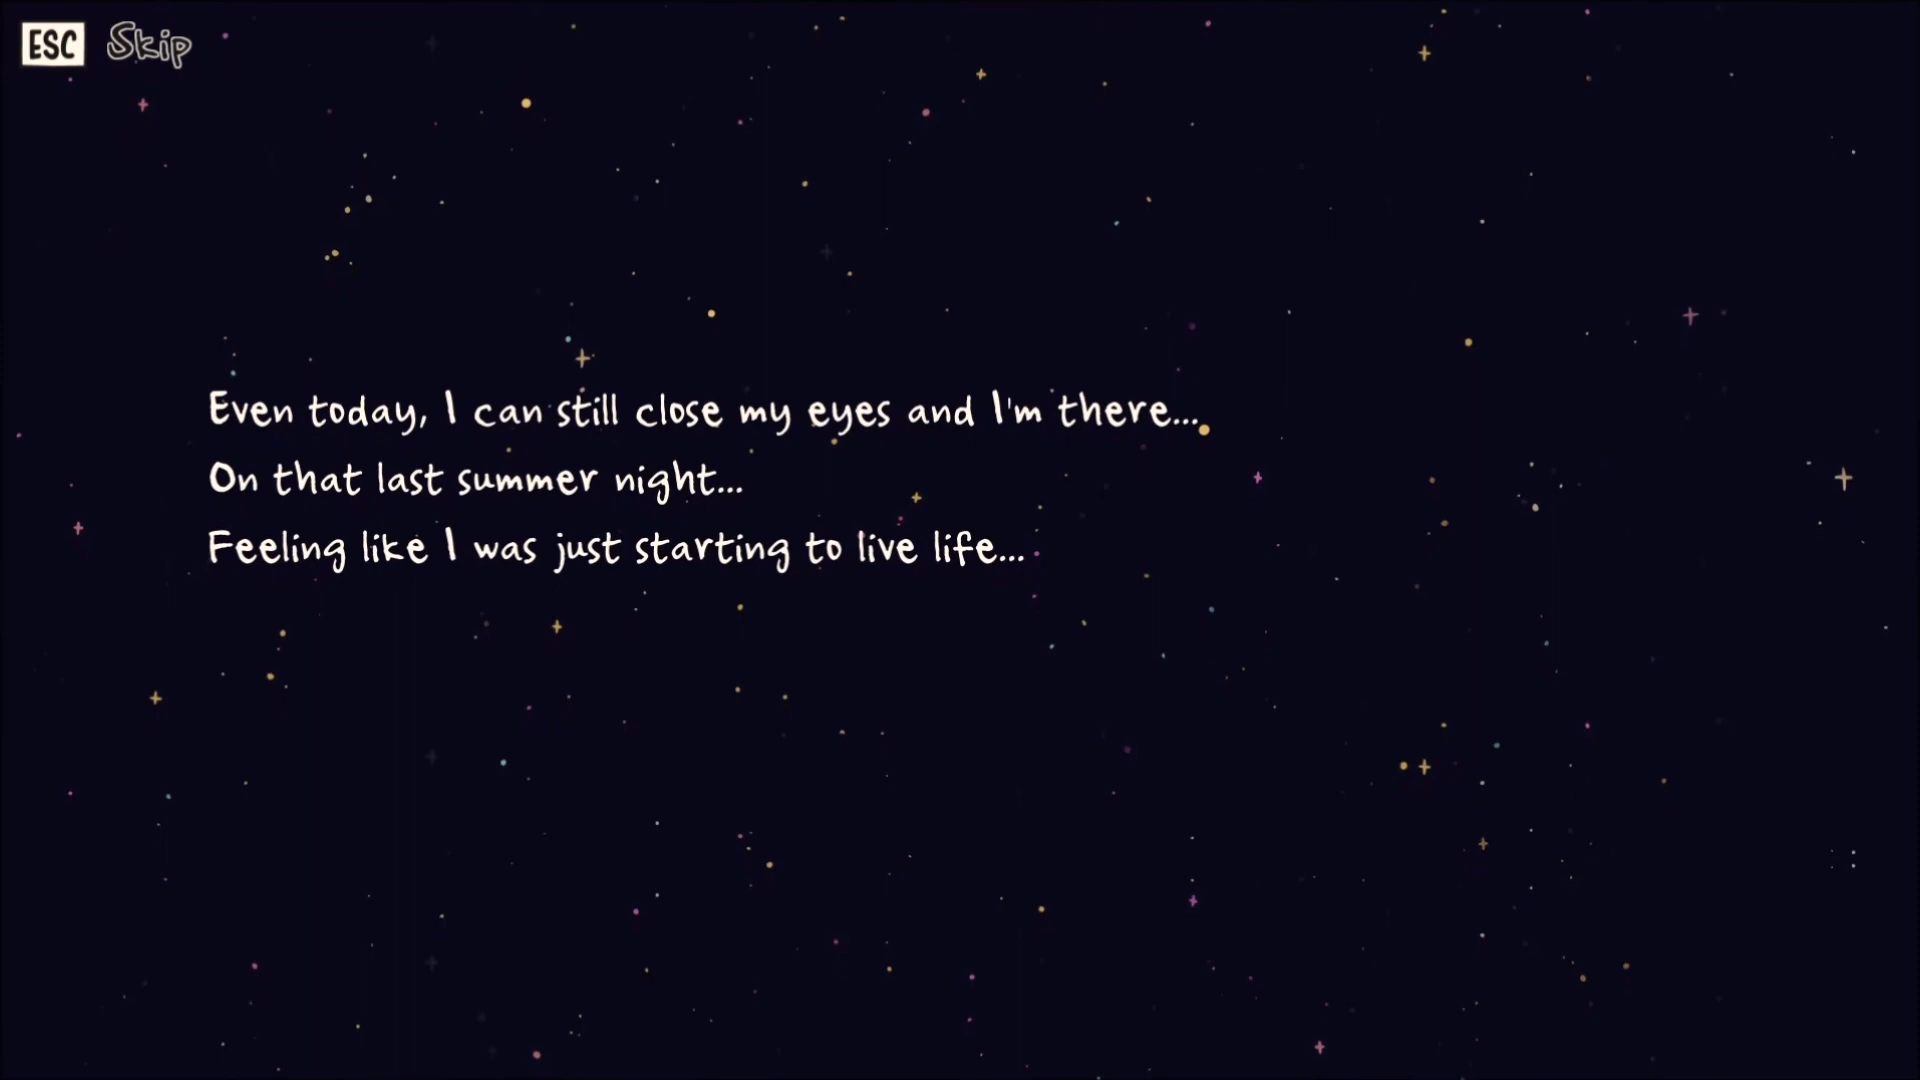 ESC Skip
Even today, I can still close my eyes and I'm there...
On that last summer night...
Feeling like I was just starting to live life...